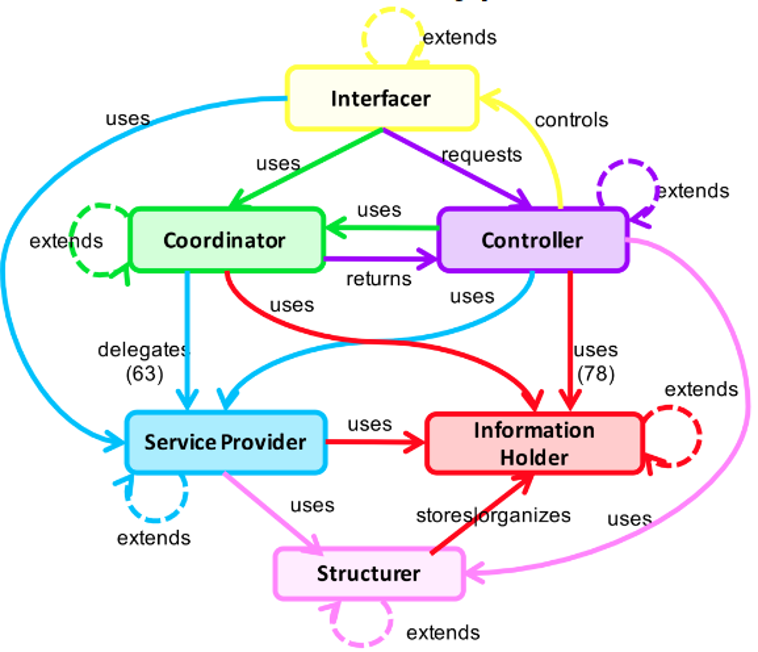 extends
Interfacer
uses
controls
uses
requests
extends
extends
Coordinator
uses
Controller
returns
uses
uses
delegates
(63)
uses
(78)
extends
Service Provider
uses
Information
Holder
extends
uses
stores|organizes
uses
Structurer
extends